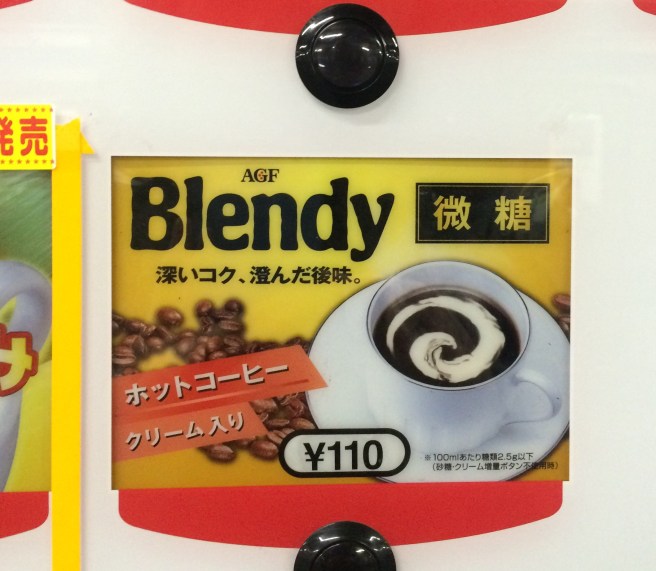 発売
AGF
Blendy
微糖
深いコク、澄んだ後味。
ホットコーヒー
クリーム入り
¥110
※100mlあたり糖類2.5g以下
(砂糖・クリーム増量ボタン不使用時)